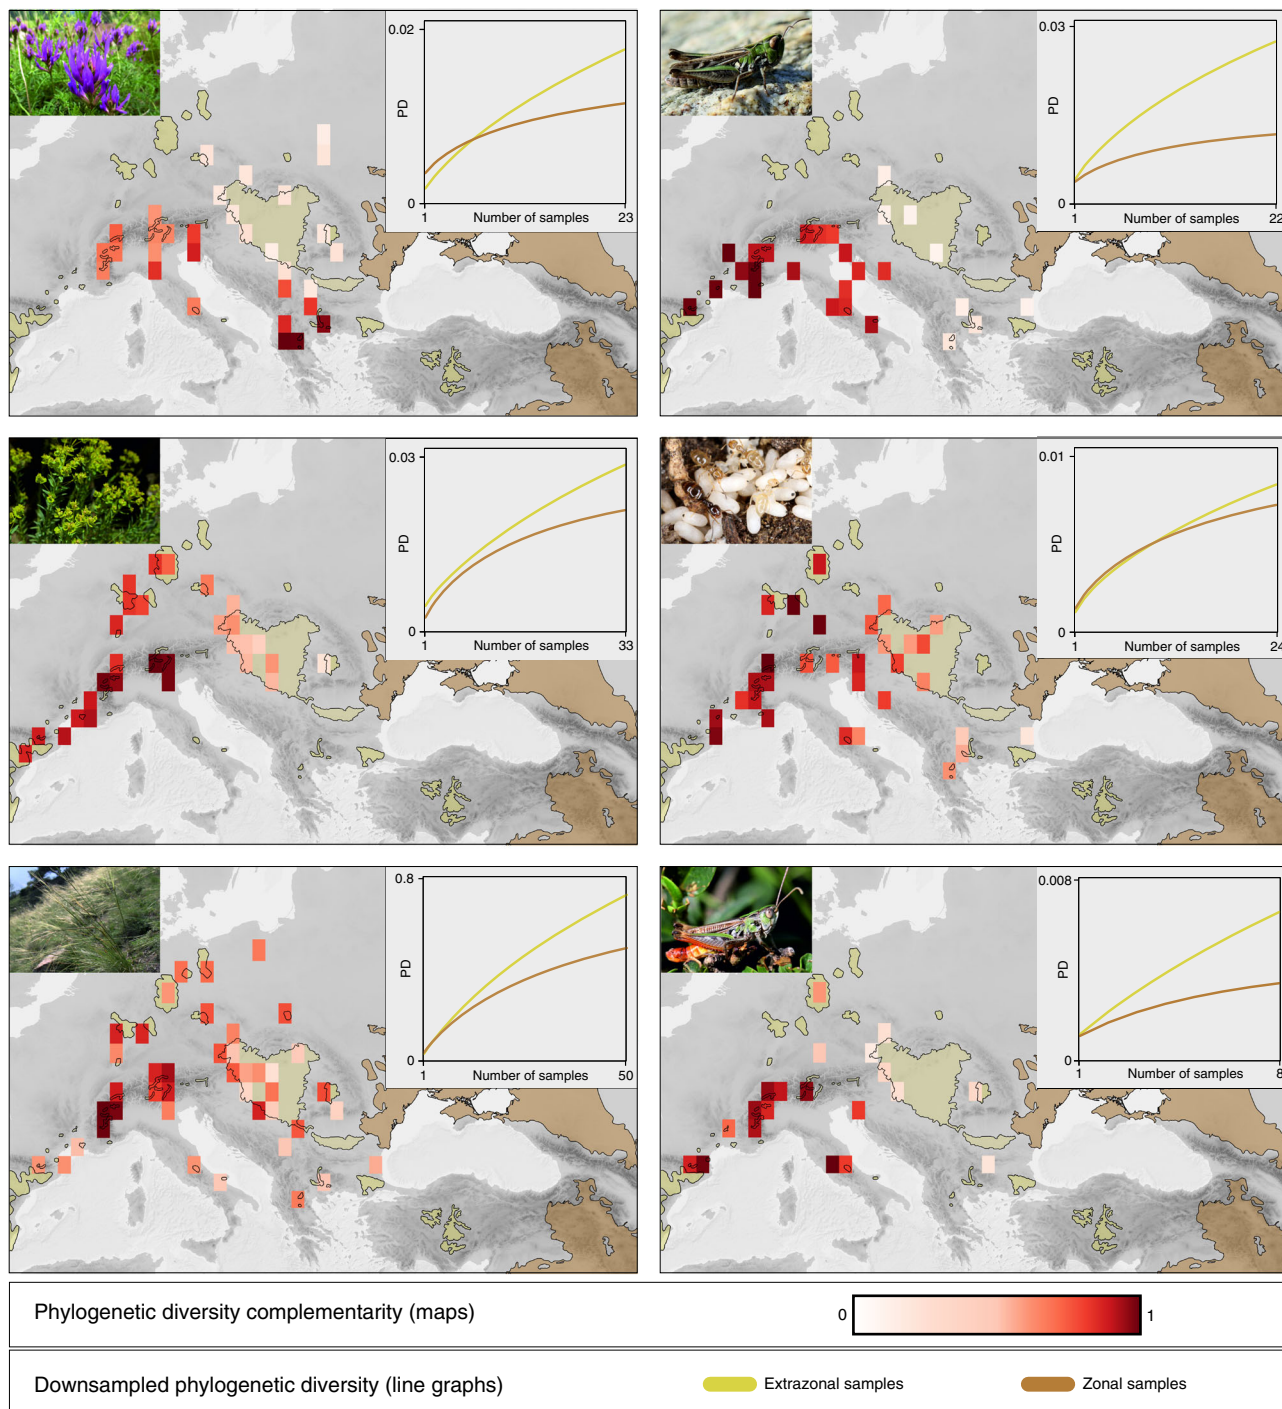 0.02
PD
0
1
Number of samples
23
0.03
PD
0
1
Number of samples
22
0.03
PD
0
1
Number of samples
33
0.01
PD
0
1
Number of samples
24
0.8
PD
0
1
Number of samples
50
0.008
PD
0
1
Number of samples
8
Phylogenetic diversity complementarity (maps)
0
1
Downsampled phylogenetic diversity (line graphs)
Extrazonal samples
Zonal samples